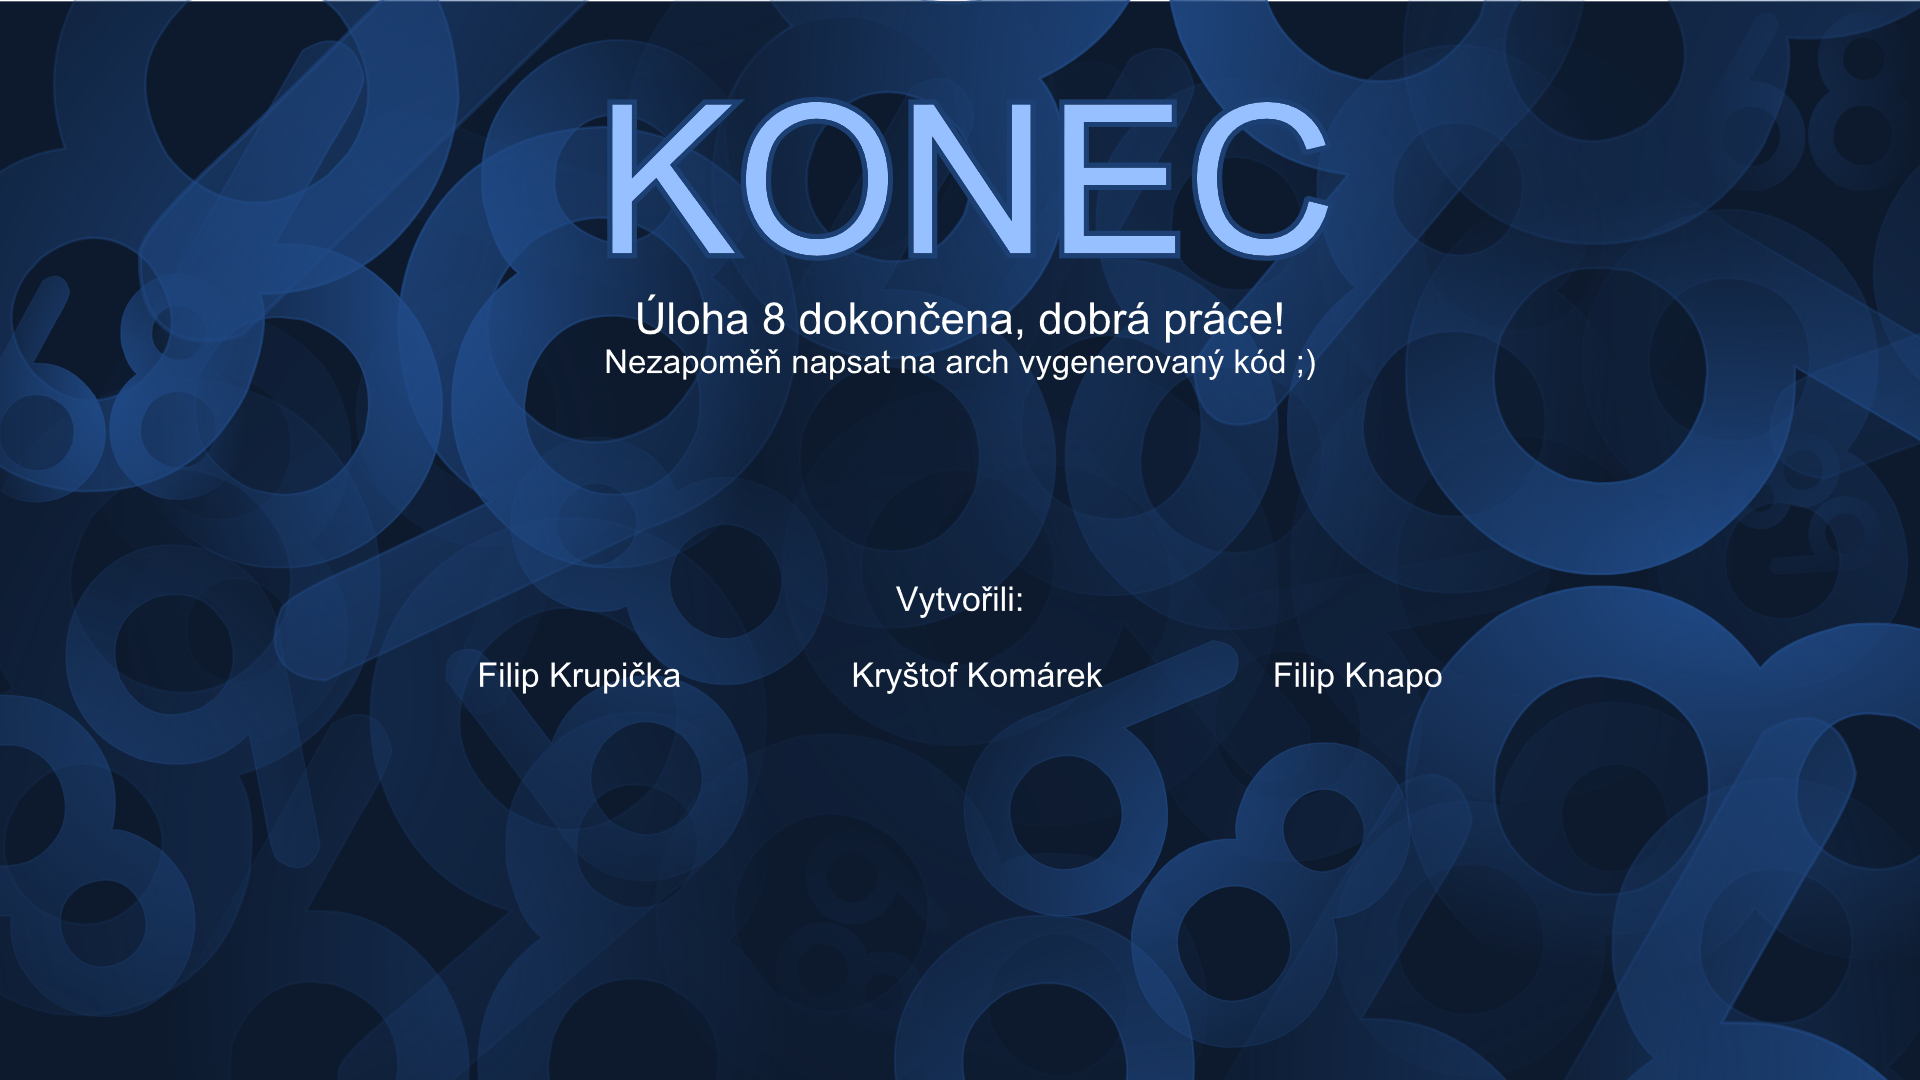 KONEC
Úloha 8 dokončena, dobrá práce!
Nezapoměň napsat na arch vygenerovaný kód ;)
Vytvořili:
Filip Krupička
Kryštof Komárek
Filip Knapo